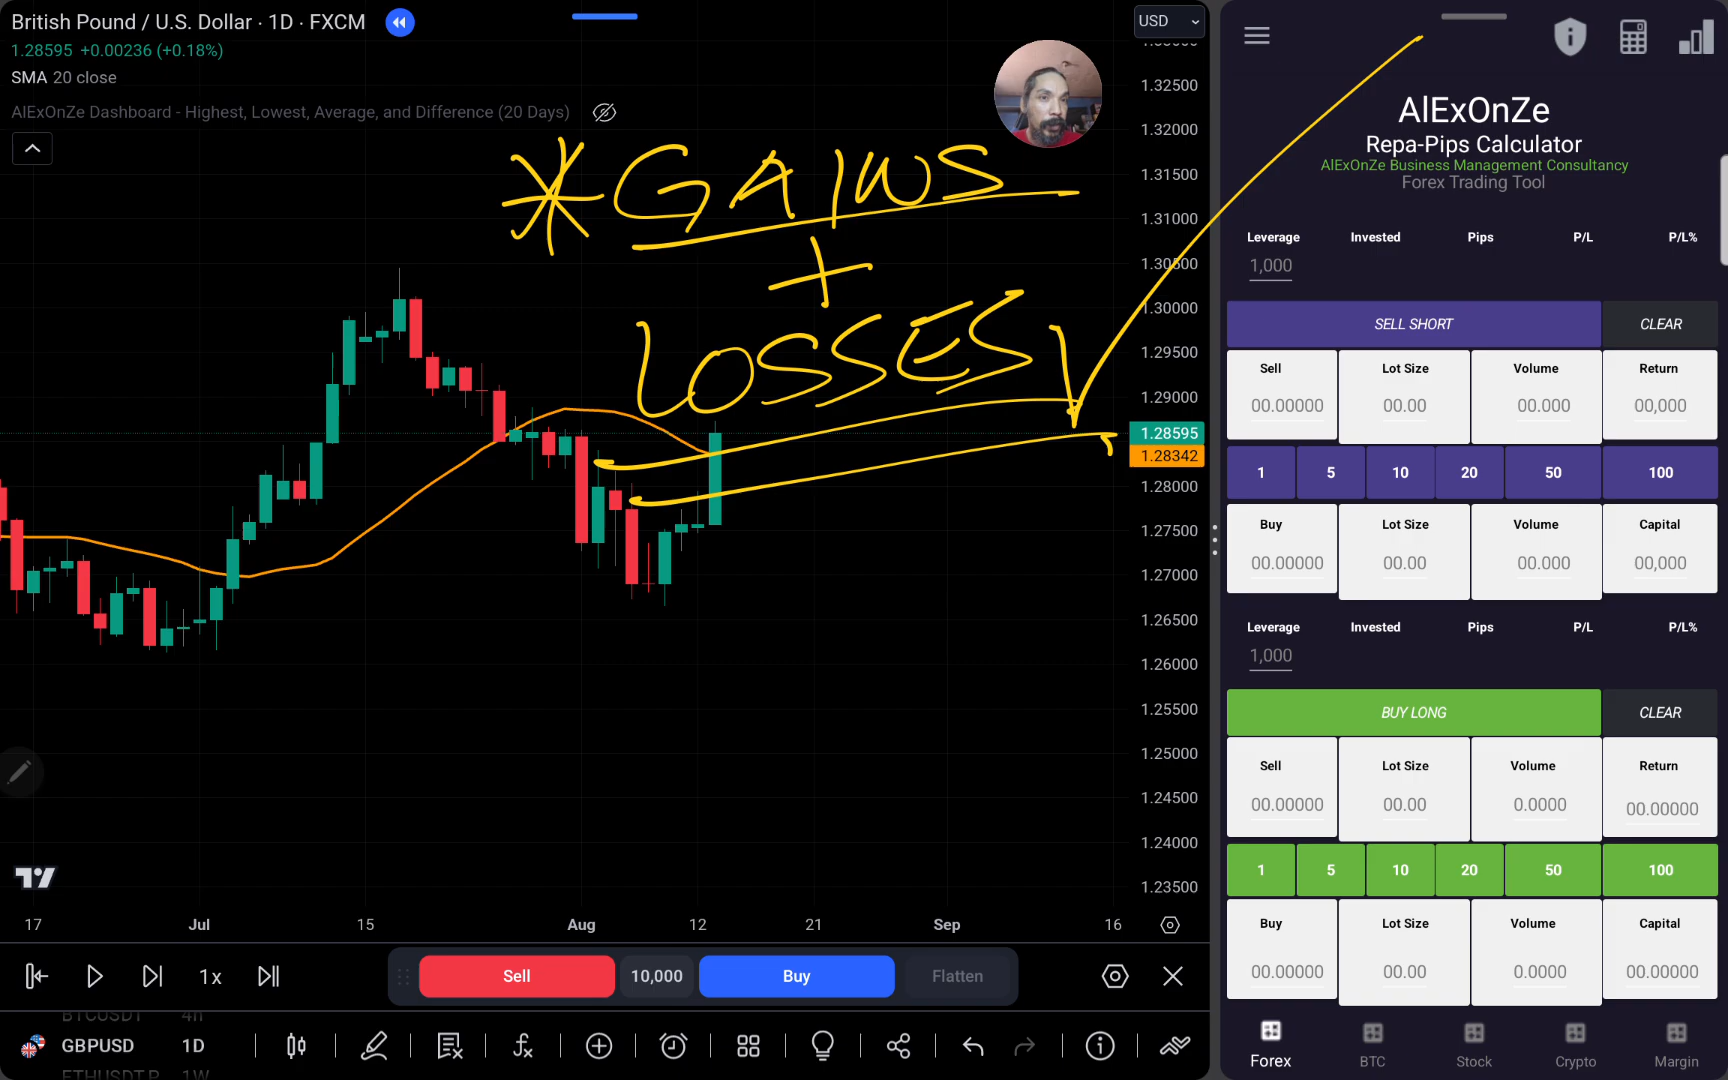 British Pound / U.S. Dollar · 1D · FXCM
USD
1.28595 +0.00236 (+0.18%)
SMA 20 close
AlExOnZe Dashboard - Highest, Lowest, Average, and Difference (20 Days)
* GAINS
+
LOSSES
1.32500
1.32000
1.31500
1.31000
1.30500
1.30000
1.29500
1.29000
1.28595
1.28342
1.28000
1.27500
1.27000
1.26500
1.26000
1.25500
1.25000
1.24500
1.24000
1.23500
17 Jul 15 Aug 12 21 Sep 16
1x
Sell 10,000 Buy Flatten
BTCUSDT 4h
GBPUSD 1D
ETHUSDT.P 1W
AlExOnZe
Repa-Pips Calculator
AlExOnZe Business Management Consultancy
Forex Trading Tool
Leverage Invested Pips P/L P/L%
1,000
SELL SHORT CLEAR
Sell Lot Size Volume Return
00.00000 00.00 00.000 00,000
1 5 10 20 50 100
Buy Lot Size Volume Capital
00.00000 00.00 00.000 00,000
Leverage Invested Pips P/L P/L%
1,000
BUY LONG CLEAR
Sell Lot Size Volume Return
00.00000 00.00 0.0000 00.00000
1 5 10 20 50 100
Buy Lot Size Volume Capital
00.00000 00.00 0.0000 00.00000
Forex BTC Stock Crypto Margin